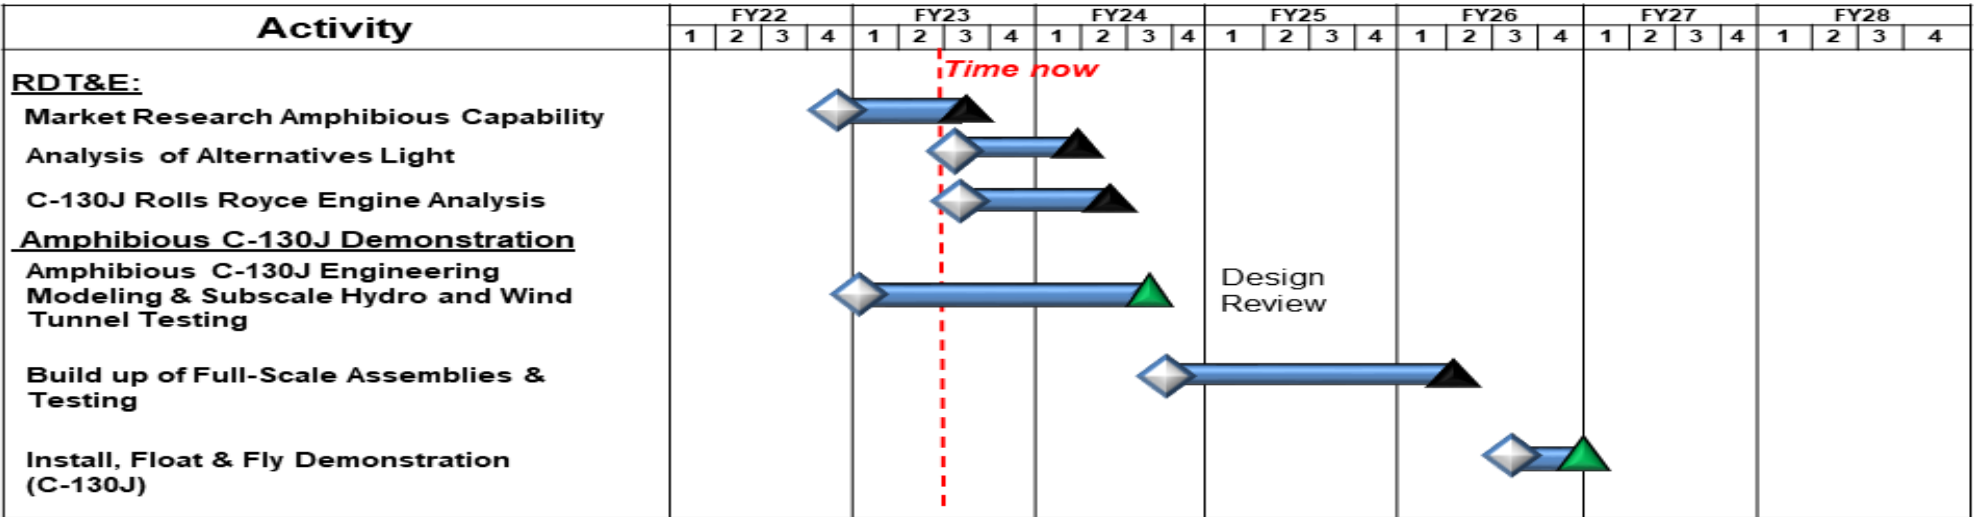 Activity
FY22 FY23 FY24 FY25 FY26 FY27 FY28
1 2 3 4 1 2 3 4 1 2 3 4 1 2 3 4 1 2 3 4 1 2 3 4 1 2 3 4
Time now
RDT&E:
Market Research Amphibious Capability
Analysis of Alternatives Light
C-130J Rolls Royce Engine Analysis
Amphibious C-130J Demonstration
Amphibious C-130J Engineering
Modeling & Subscale Hydro and Wind
Tunnel Testing
Design
Review
Build up of Full-Scale Assemblies &
Testing
Install, Float & Fly Demonstration
(C-130J)